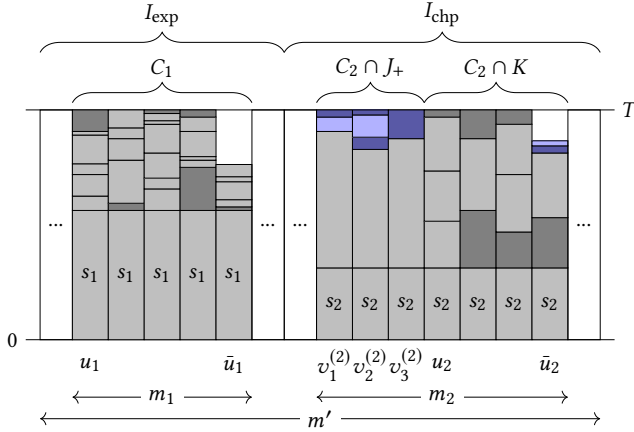 I_exp I_chp
C_1 C_2 ∩ J_+ C_2 ∩ K
T
... ... ... ...
s_1 s_1 s_1 s_1 s_1 s_2 s_2 s_2 s_2 s_2 s_2 s_2
0
u_1 ū_1 v_1^{(2)} v_2^{(2)} v_3^{(2)} u_2 ū_2
m_1 m_2
m′